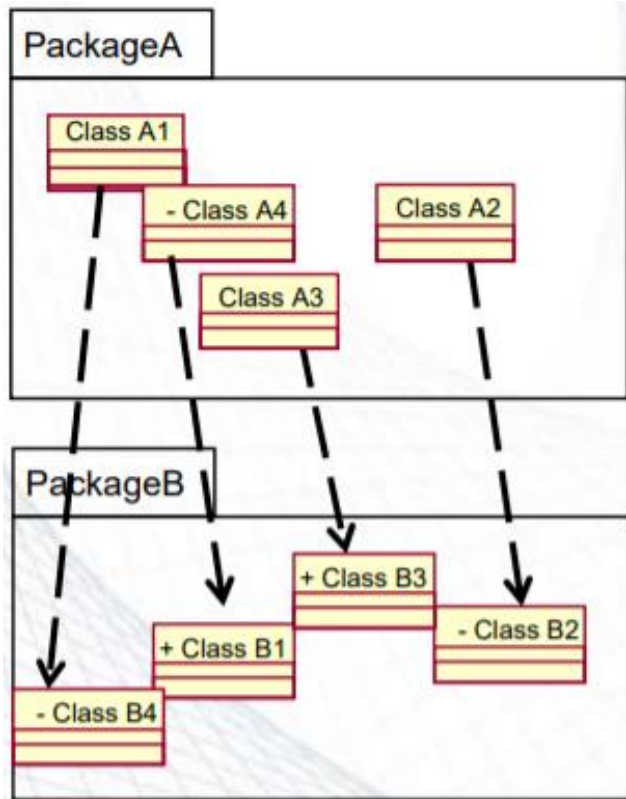 PackageA
Class A1
- Class A4
Class A2
Class A3
PackageB
+ Class B3
- Class B2
+ Class B1
- Class B4